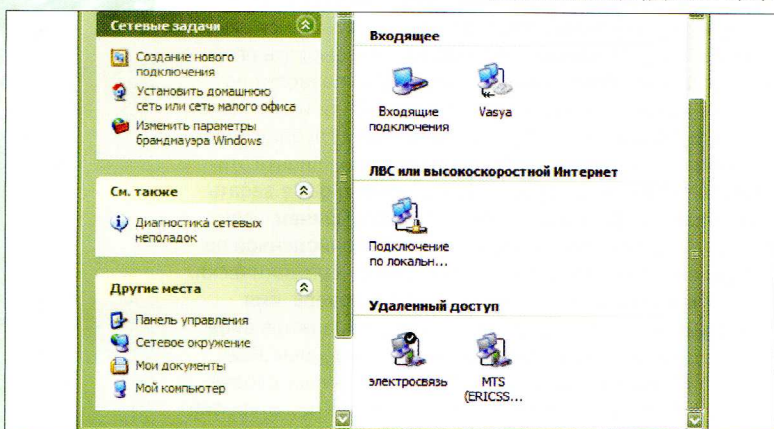 Сетевые задачи
Создание нового
подключения
Установить домашнюю
сеть или сеть малого офиса
Изменить параметры
брандмауэра Windows
См. также
Диагностика сетевых
неполадок
Другие места
Панель управления
Сетевое окружение
Мои документы
Мой компьютер
Входящее
Входящие
подключения
Vasya
ЛВС или высокоскоростной Интернет
Подключение
по локальн...
Удаленный доступ
электросвязь
MTS
(ERICSS...